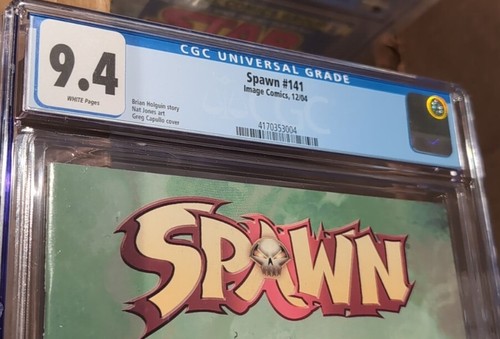 CGC UNIVERSAL GRADE
9.4
WHITE Pages
Spawn #141
Image Comics, 12/04
Brian Holguin story
Nat Jones art
Greg Capullo cover
4170353004
SPAWN